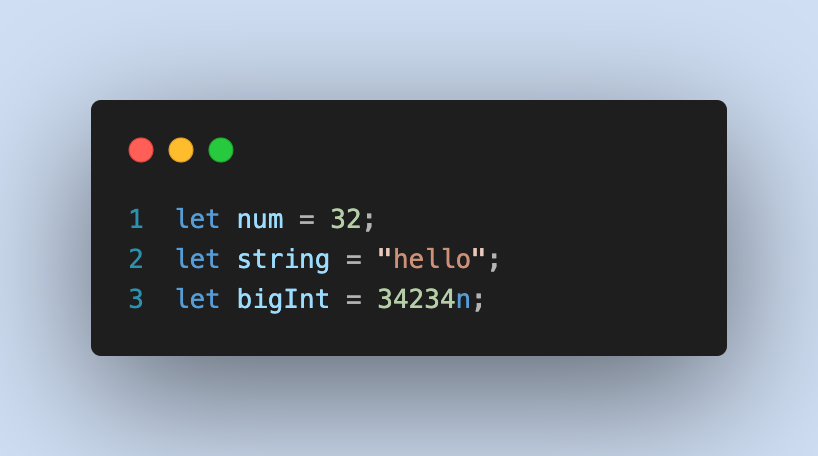 1 let num = 32;
2 let string = "hello";
3 let bigInt = 34234n;